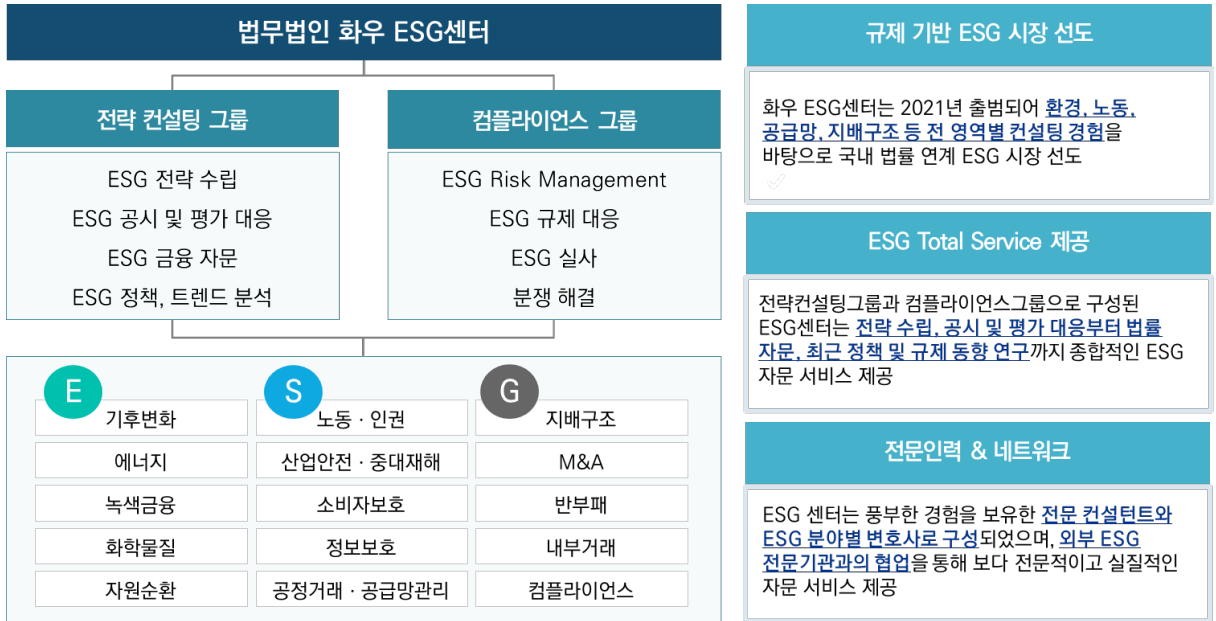 법무법인 화우 ESG센터
전략 컨설팅 그룹
ESG 전략 수립
ESG 공시 및 평가 대응
ESG 금융 자문
ESG 정책, 트렌드 분석
컴플라이언스 그룹
ESG Risk Management
ESG 규제 대응
ESG 실사
분쟁 해결
E
기후변화
에너지
녹색금융
화학물질
자원순환
S
노동 · 인권
산업안전 · 중대재해
소비자보호
정보보호
공정거래 · 공급망관리
G
지배구조
M&A
반부패
내부거래
컴플라이언스
규제 기반 ESG 시장 선도
화우 ESG센터는 2021년 출범되어 환경, 노동,
공급망, 지배구조 등 전 영역별 컨설팅 경험을
바탕으로 국내 법률 연계 ESG 시장 선도
ESG Total Service 제공
전략컨설팅그룹과 컴플라이언스그룹으로 구성된
ESG센터는 전략 수립, 공시 및 평가 대응부터 법률
자문, 최근 정책 및 규제 동향 연구까지 종합적인 ESG
자문 서비스 제공
전문인력 & 네트워크
ESG 센터는 풍부한 경험을 보유한 전문 컨설턴트와
ESG 분야별 변호사로 구성되었으며, 외부 ESG
전문기관과의 협업을 통해 보다 전문적이고 실질적인
자문 서비스 제공